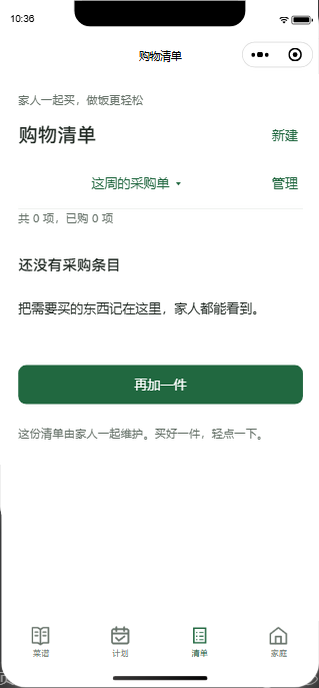 10:36
购物清单
家人一起买，做饭更轻松
购物清单
新建
这周的采购单
管理
共 0 项，已购 0 项
还没有采购条目
把需要买的东西记在这里，家人都能看到。
再加一件
这份清单由家人一起维护。买好一件，轻点一下。
菜谱
计划
清单
家庭